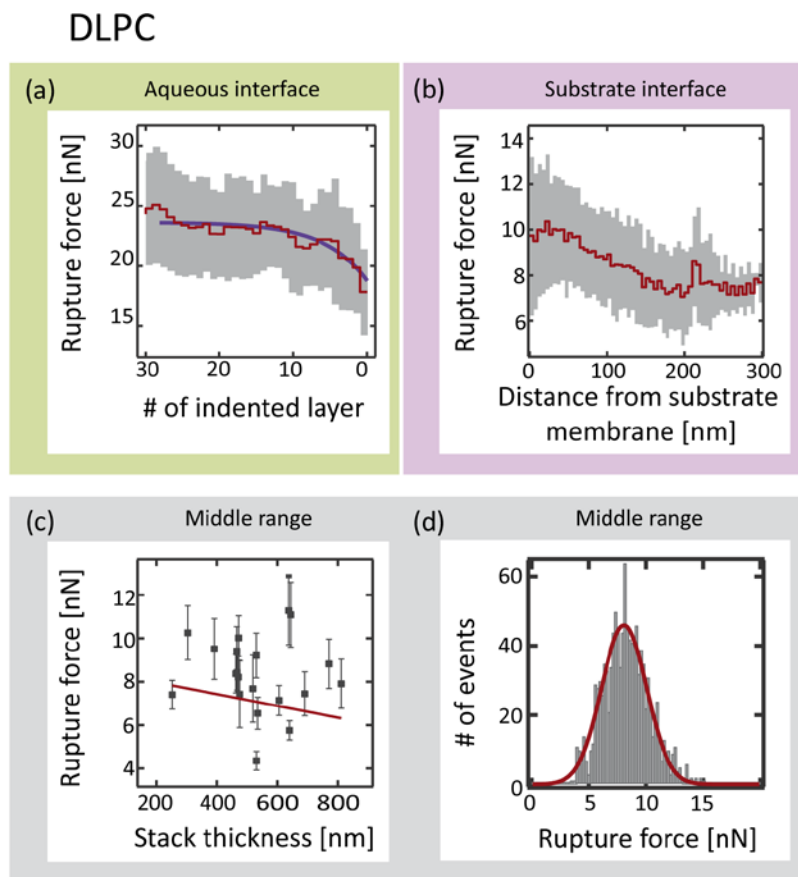 DLPC
(a) Aqueous interface
Rupture force [nN]
30
25
20
15
30 20 10 0
# of indented layer
(b) Substrate interface
Rupture force [nN]
14
12
10
8
6
0 100 200 300
Distance from substrate
membrane [nm]
(c) Middle range
Rupture force [nN]
12
10
8
6
4
200 400 600 800
Stack thickness [nm]
(d) Middle range
# of events
60
40
20
0
0 5 10 15
Rupture force [nN]